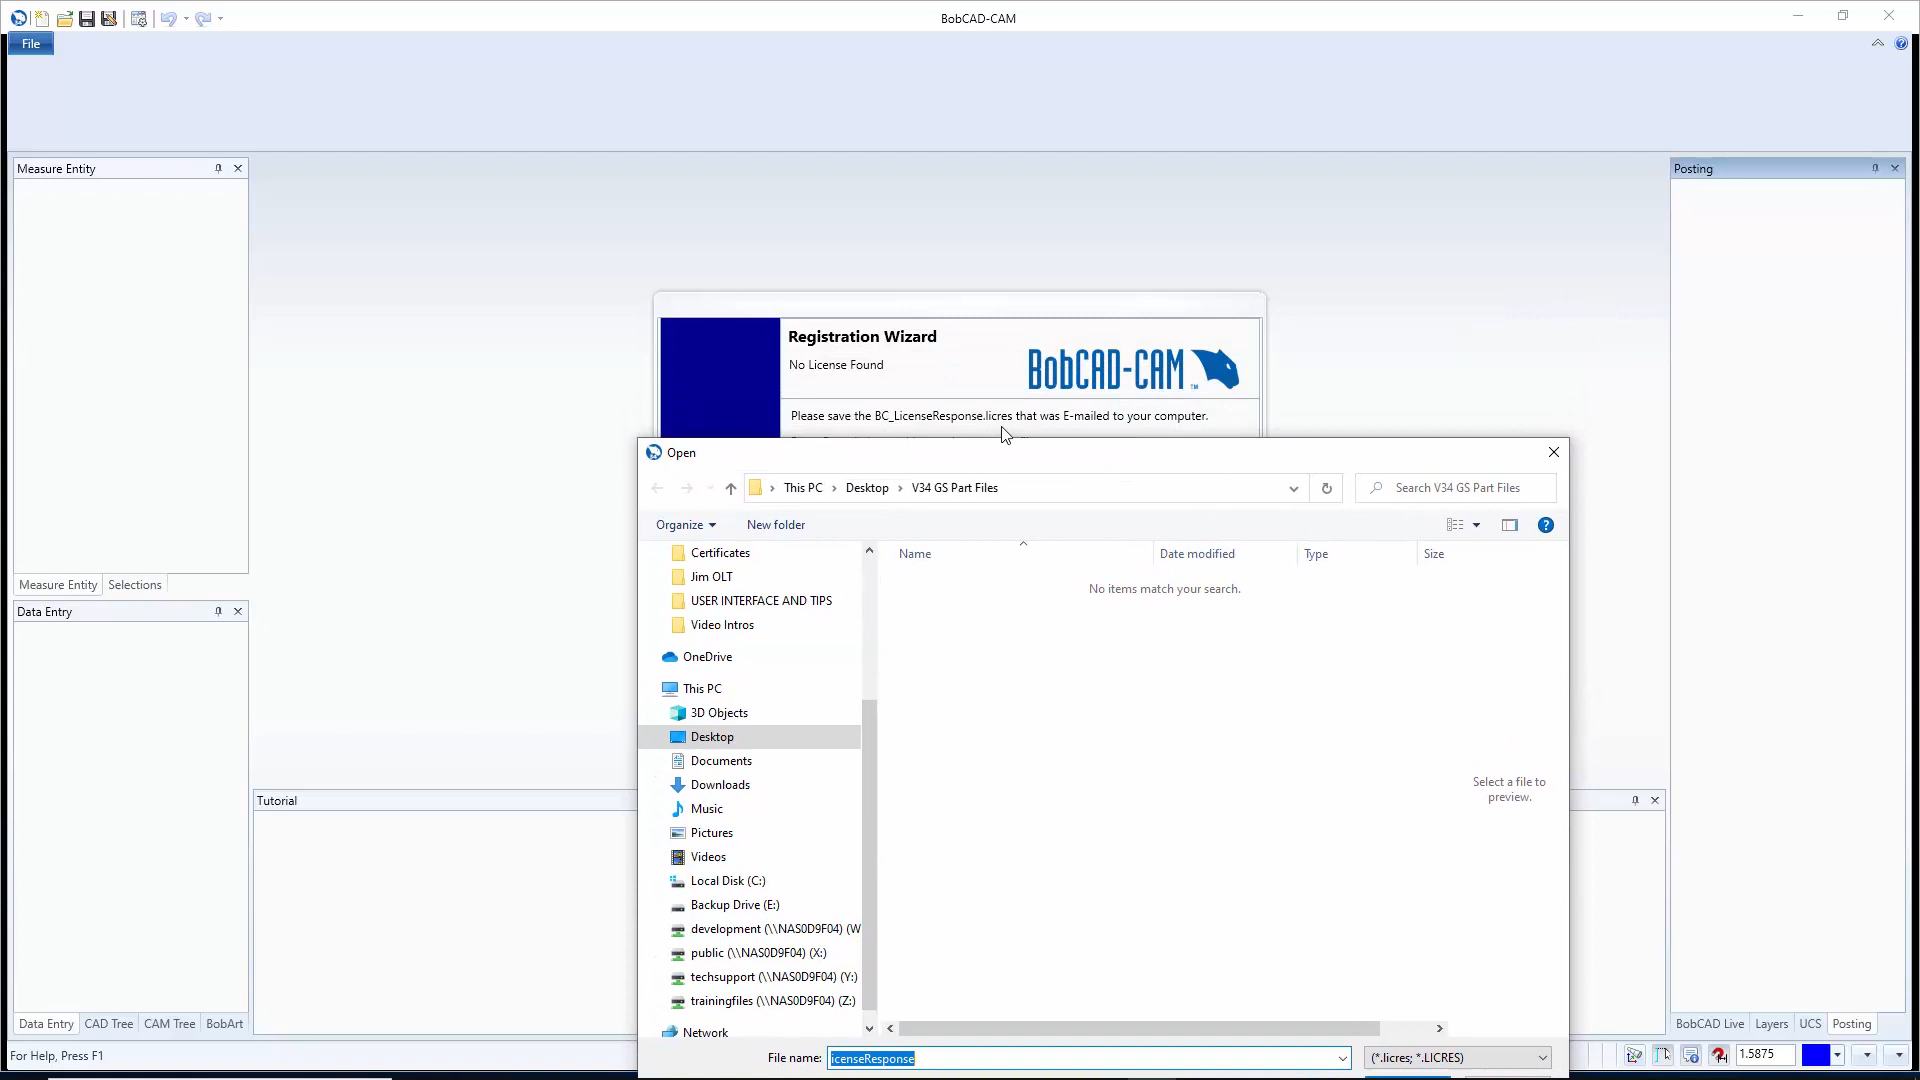 BobCAD-CAM
File
Measure Entity
Posting
Registration Wizard
No License Found
BobCAD-CAM TM
Please save the BC_LicenseResponse.licres that was E-mailed to your computer.
Open
This PC > Desktop > V34 GS Part Files
Search V34 GS Part Files
Organize
New folder
Name
Date modified
Type
Size
No items match your search.
Select a file to
preview.
Certificates
Jim OLT
USER INTERFACE AND TIPS
Video Intros
OneDrive
This PC
3D Objects
Desktop
Documents
Downloads
Music
Pictures
Videos
Local Disk (C:)
Backup Drive (E:)
development (\\NAS0D9F04) (W
public (\\NAS0D9F04) (X:)
techsupport (\\NAS0D9F04) (Y:)
trainingfiles (\\NAS0D9F04) (Z:)
Network
File name:
icenseResponse
(*.licres; *.LICRES)
Measure Entity
Selections
Data Entry
Tutorial
Data Entry
CAD Tree
CAM Tree
BobArt
BobCAD Live
Layers
UCS
Posting
For Help, Press F1
1.5875